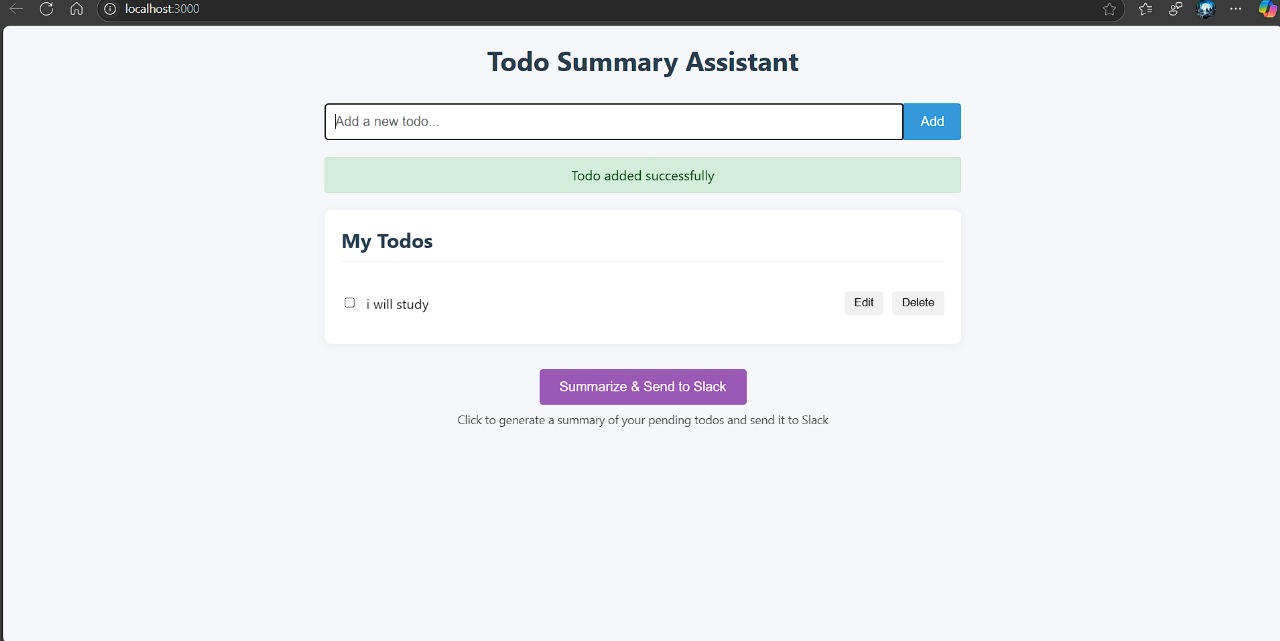 localhost:3000
Todo Summary Assistant
Add a new todo...
Add
Todo added successfully
My Todos
i will study
Edit
Delete
Summarize & Send to Slack
Click to generate a summary of your pending todos and send it to Slack